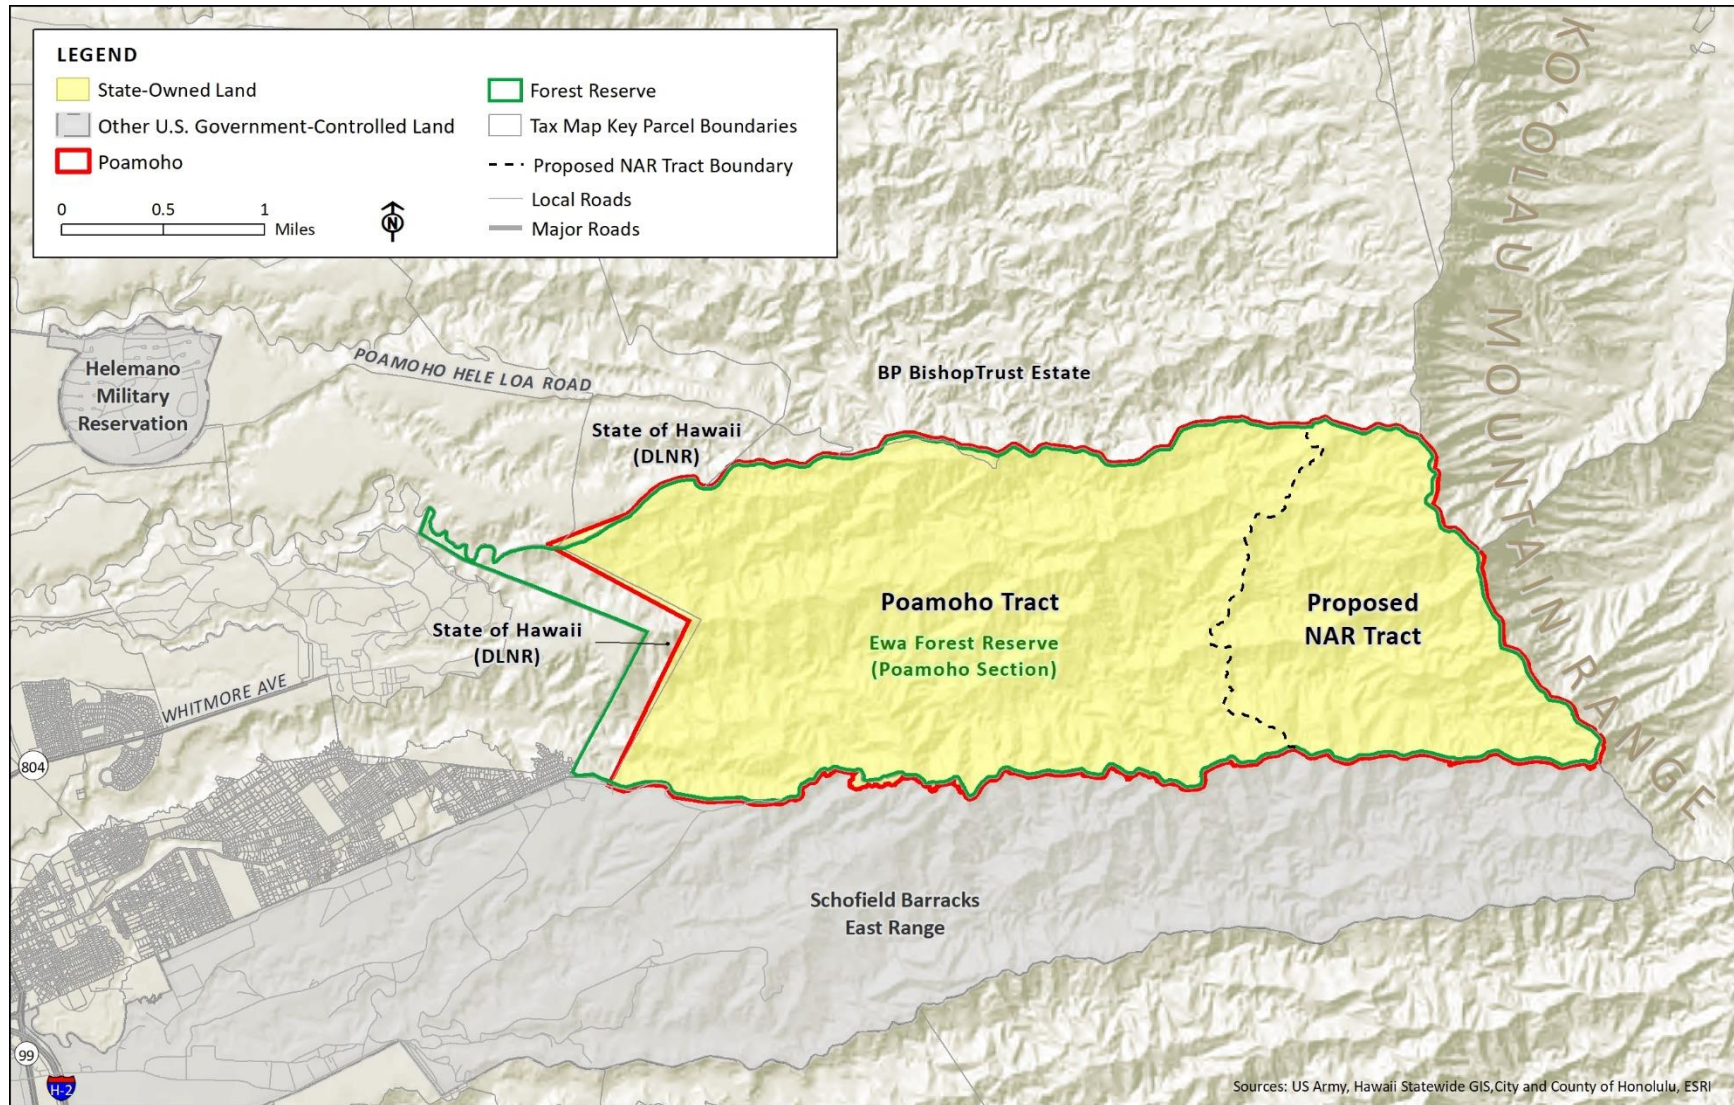 LEGEND
State-Owned Land
Other U.S. Government-Controlled Land
Poamoho
Forest Reserve
Tax Map Key Parcel Boundaries
Proposed NAR Tract Boundary
Local Roads
Major Roads
0 0.5 1
Miles
N
KO‘OLAU MOUNTAIN RANGE
Helemano
Military
Reservation
POAMOHO HELE LOA ROAD
BP BishopTrust Estate
State of Hawaii
(DLNR)
Poamoho Tract
Ewa Forest Reserve
(Poamoho Section)
Proposed
NAR Tract
State of Hawaii
(DLNR)
WHITMORE AVE
804
Schofield Barracks
East Range
99
H-2
Sources: US Army, Hawaii Statewide GIS,City and County of Honolulu, ESRI